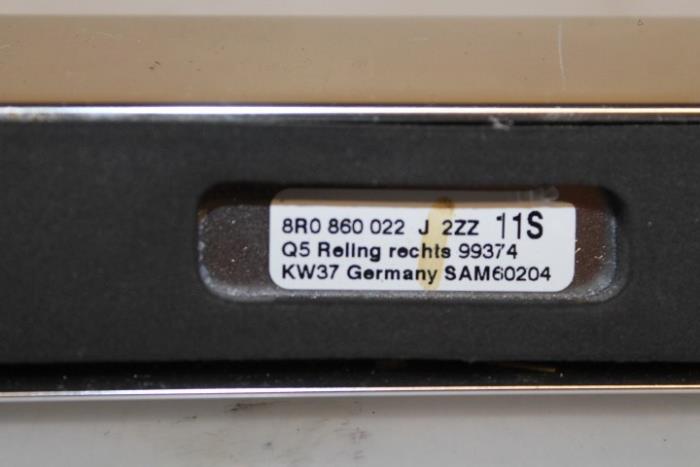 8R0 860 022 J 2ZZ 11S
Q5 Reling rechts 99374
KW37 Germany SAM60204